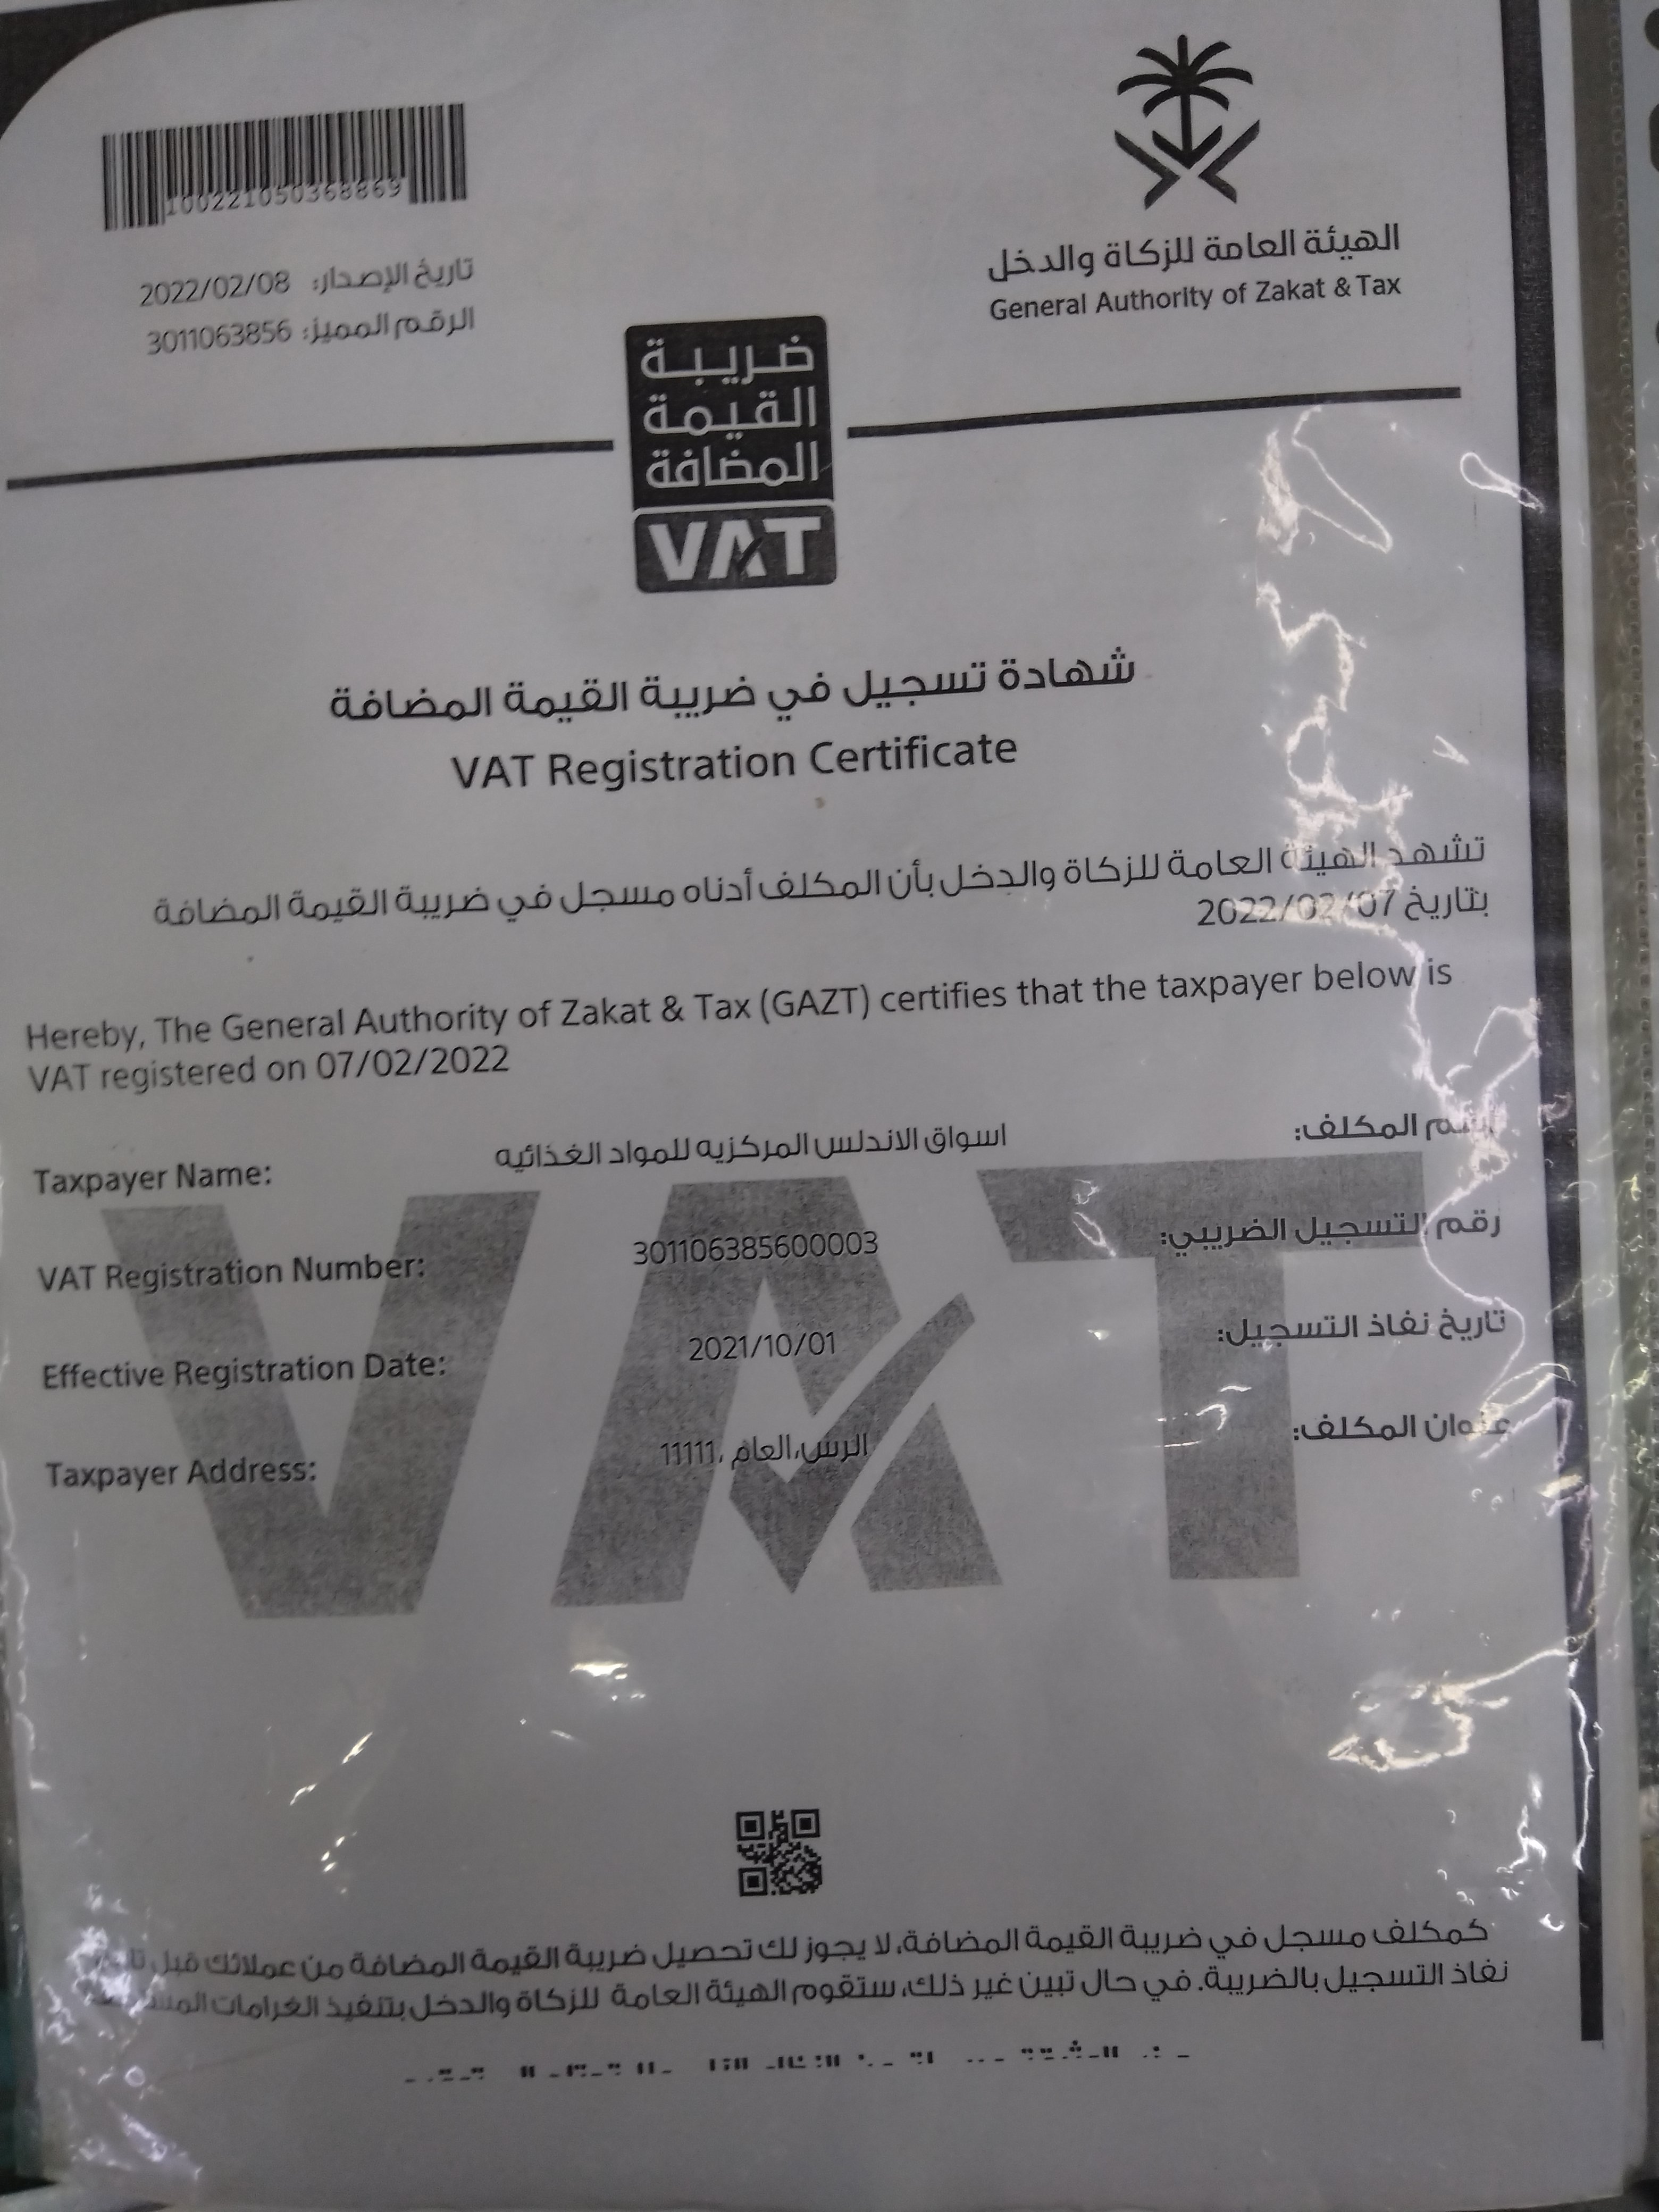 100221050368869
تاريخ الإصدار: 2022/02/08
الرقم المميز: 3011063856
الهيئة العامة للزكاة والدخل
General Authority of Zakat & Tax
ضريبة
القيمة
المضافة
VAT
شهادة تسجيل في ضريبة القيمة المضافة
VAT Registration Certificate
تشهد الهيئة العامة للزكاة والدخل بأن المكلف أدناه مسجل في ضريبة القيمة المضافة
بتاريخ 2022/02/07
Hereby, The General Authority of Zakat & Tax (GAZT) certifies that the taxpayer below is
VAT registered on 07/02/2022
Taxpayer Name: اسواق الاندلس المركزيه للمواد الغذائيه اسم المكلف:
VAT Registration Number: 301106385600003 رقم التسجيل الضريبي:
Effective Registration Date: 2021/10/01 تاريخ نفاذ التسجيل:
Taxpayer Address: الرس،العام ،11111 عنوان المكلف:
VAT
كمكلف مسجل في ضريبة القيمة المضافة، لا يجوز لك تحصيل ضريبة القيمة المضافة من عملائك قبل
نفاذ التسجيل بالضريبة. في حال تبين غير ذلك، ستقوم الهيئة العامة للزكاة والدخل بتنفيذ الغرامات